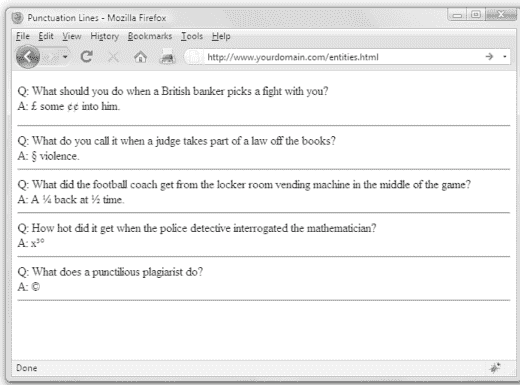 Punctuation Lines - Mozilla Firefox
File Edit View History Bookmarks Tools Help
http://www.yourdomain.com/entities.html
Q: What should you do when a British banker picks a fight with you?
A: £ some ¢¢ into him.
Q: What do you call it when a judge takes part of a law off the books?
A: § violence.
Q: What did the football coach get from the locker room vending machine in the middle of the game?
A: A ¼ back at ½ time.
Q: How hot did it get when the police detective interrogated the mathematician?
A: x³°
Q: What does a punctilious plagiarist do?
A: ©
Done